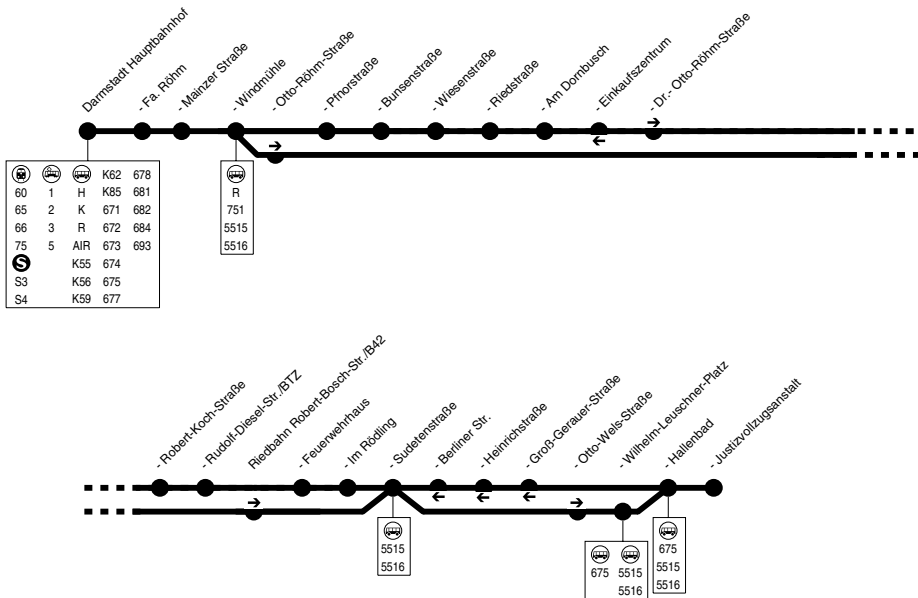 Darmstadt Hauptbahnhof
- Fa. Röhm
- Mainzer Straße
- Windmühle
- Otto-Röhm-Straße
- Pfnorstraße
- Bunsenstraße
- Wiesenstraße
- Riedstraße
- Am Dornbusch
- Einkaufszentrum
- Dr.- Otto-Röhm-Straße
K62 678
60 1 H K85 681
65 2 K 671 682
66 3 R 672 684
75 5 AIR 673 693
S K55 674
S3 K56 675
S4 K59 677
R
751
5515
5516
- Robert-Koch-Straße
- Rudolf-Diesel-Str./BTZ
Riedbahn Robert-Bosch-Str./B42
- Feuerwehrhaus
- Im Rödling
- Sudetenstraße
- Berliner Str.
- Heinrichstraße
- Groß-Gerauer-Straße
- Otto-Wels-Straße
- Wilhelm-Leuschner-Platz
- Hallenbad
- Justizvollzugsanstalt
5515
5516
675 5515
5516
675
5515
5516